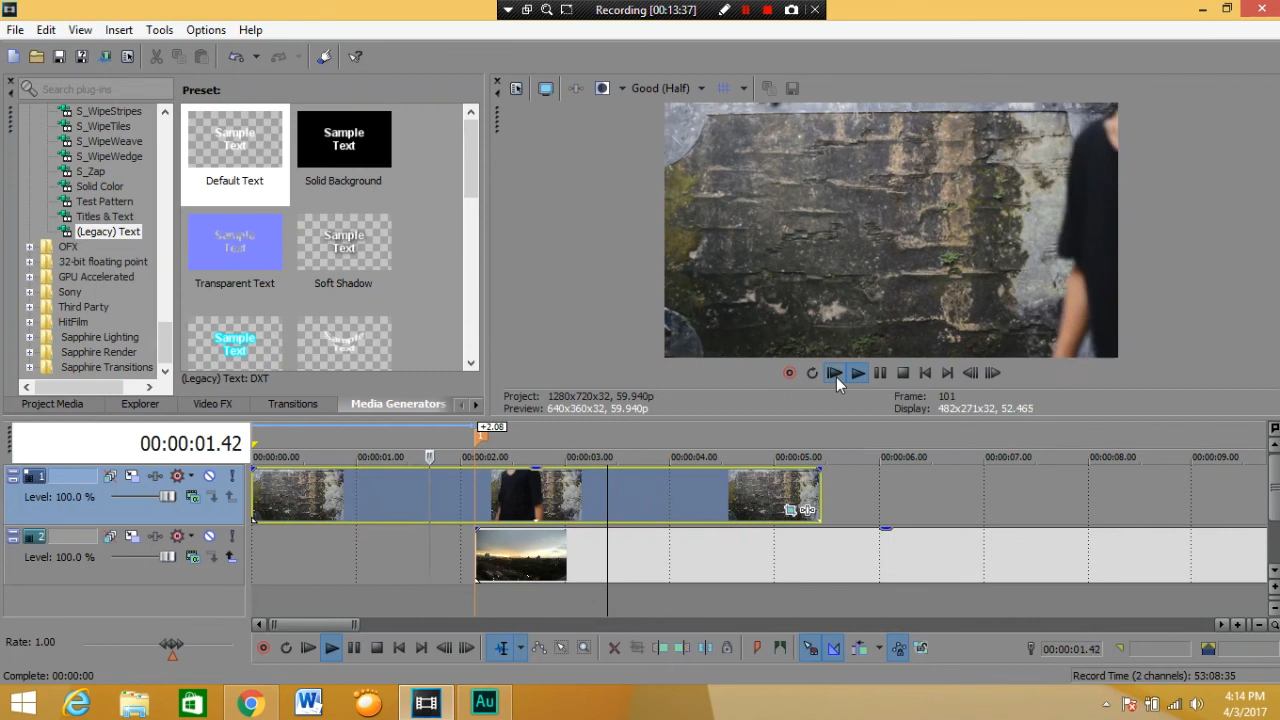 Recording [00:13:37]
File Edit View Insert Tools Options Help
Search plug-ins
Preset:
Good (Half)
S_WipeStripes
S_WipeTiles
S_WipeWeave
S_WipeWedge
S_Zap
Solid Color
Test Pattern
Titles & Text
(Legacy) Text
OFX
32-bit floating point
GPU Accelerated
Sony
Third Party
HitFilm
Sapphire Lighting
Sapphire Render
Sapphire Transitions
Sample Text
Default Text
Sample Text
Solid Background
Sample Text
Transparent Text
Sample Text
Soft Shadow
Sample Text
Sample Text
(Legacy) Text: DXT
Project Media Explorer Video FX Transitions Media Generators
Project: 1280x720x32, 59.940p
Preview: 640x360x32, 59.940p
Frame: 101
Display: 482x271x32, 52.465
00:00:01.42
+2.08
1
00:00:00.00 00:00:01.00 00:00:02.00 00:00:03.00 00:00:04.00 00:00:05.00 00:00:06.00 00:00:07.00 00:00:08.00 00:00:09.00
1
Level: 100.0 %
2
Level: 100.0 %
Rate: 1.00
00:00:01.42
Complete: 00:00:00
Record Time (2 channels): 53:08:35
W
Au
4:14 PM
4/3/2017